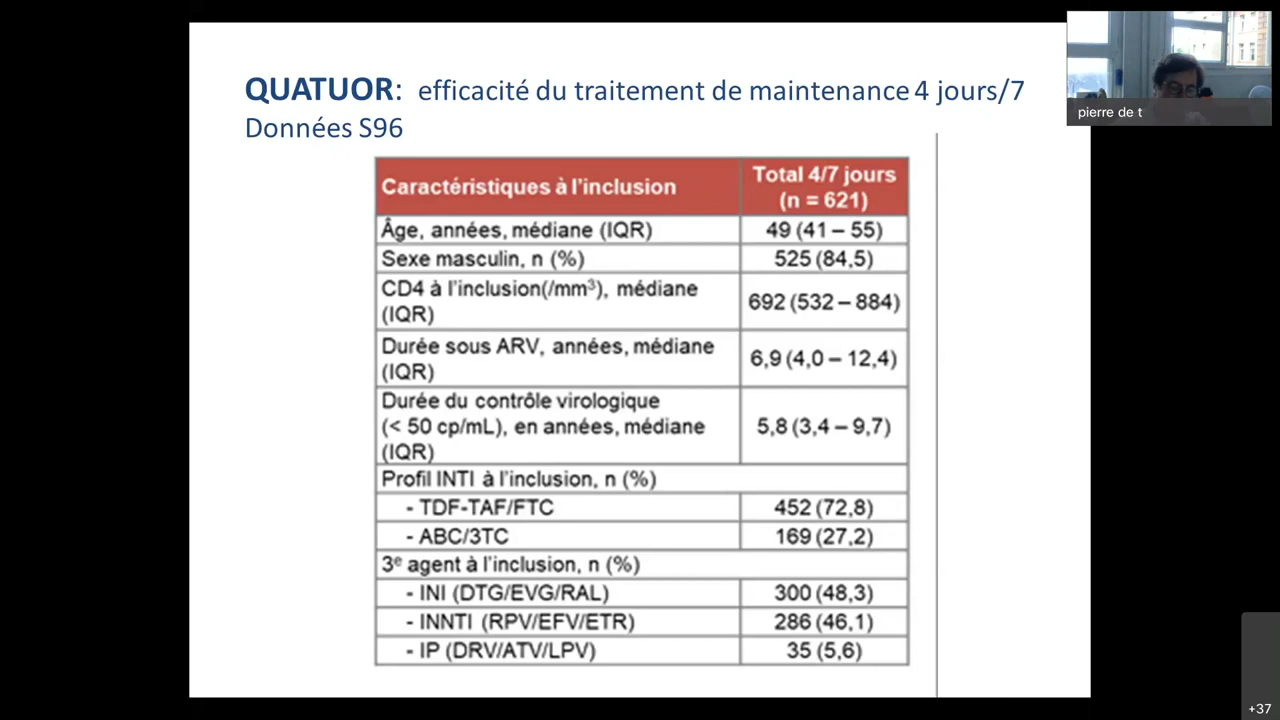 QUATUOR: efficacité du traitement de maintenance 4 jours/7
Données S96
Caractéristiques à l'inclusion
Total 4/7 jours
(n = 621)
Âge, années, médiane (IQR)
49 (41 – 55)
Sexe masculin, n (%)
525 (84,5)
CD4 à l'inclusion(/mm³), médiane
(IQR)
692 (532 – 884)
Durée sous ARV, années, médiane
(IQR)
6,9 (4,0 – 12,4)
Durée du contrôle virologique
(< 50 cp/mL), en années, médiane
(IQR)
5,8 (3,4 – 9,7)
Profil INTI à l'inclusion, n (%)
- TDF-TAF/FTC
452 (72,8)
- ABC/3TC
169 (27,2)
3e agent à l'inclusion, n (%)
- INI (DTG/EVG/RAL)
300 (48,3)
- INNTI (RPV/EFV/ETR)
286 (46,1)
- IP (DRV/ATV/LPV)
35 (5,6)
pierre de t
+37